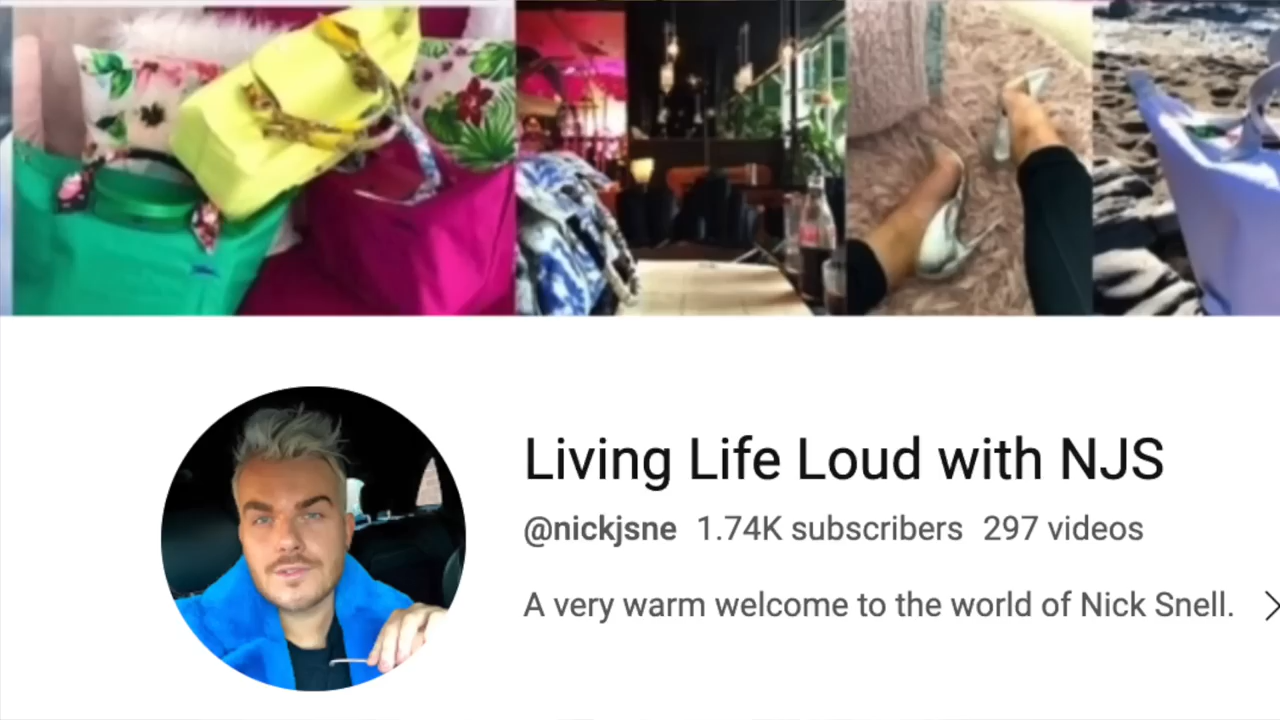 Living Life Loud with NJS
@nickjsne 1.74K subscribers 297 videos
A very warm welcome to the world of Nick Snell.